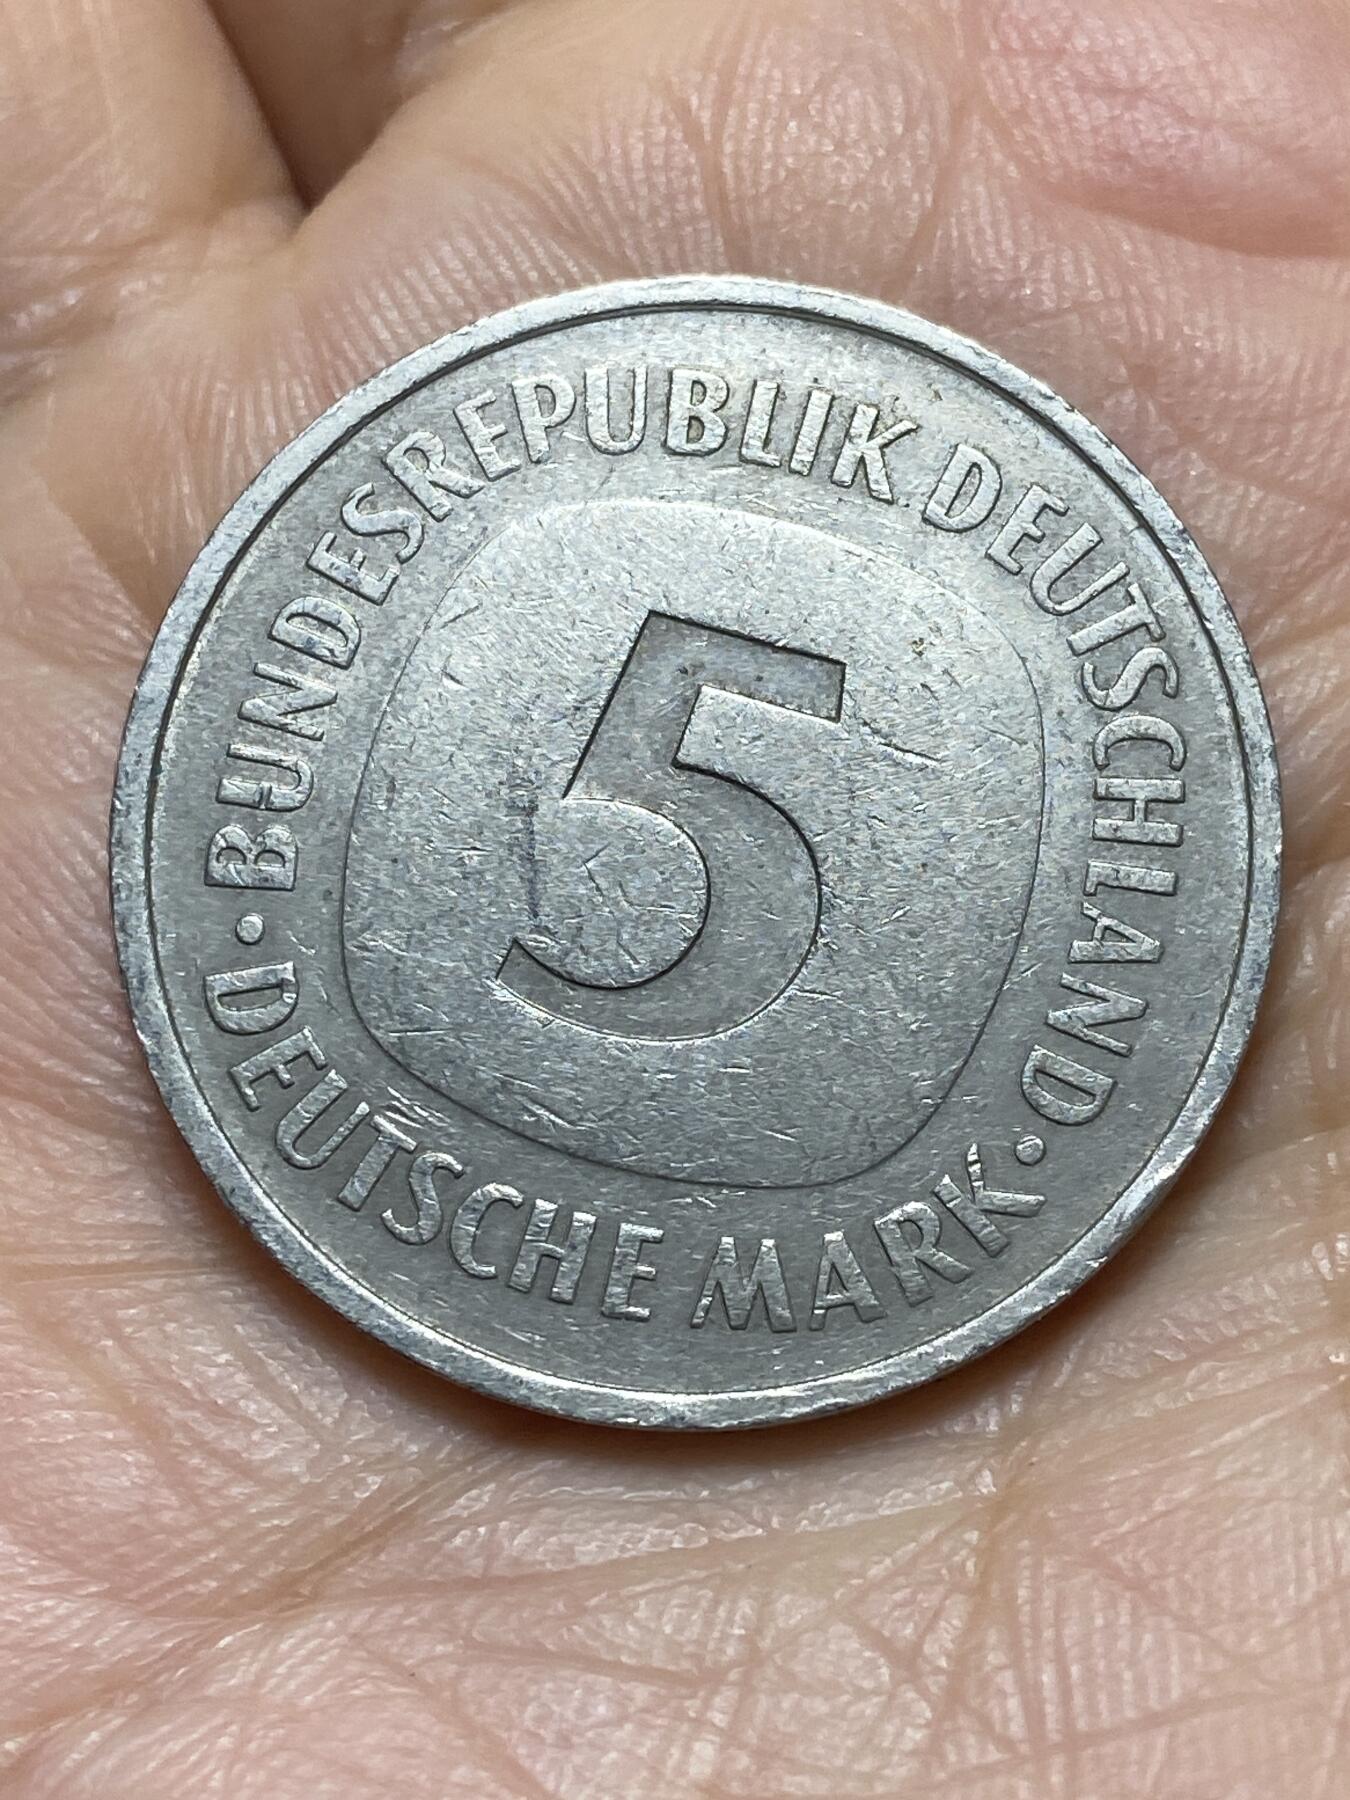 BUNDESREPUBLIK DEUTSCHLAND
5
DEUTSCHE MARK